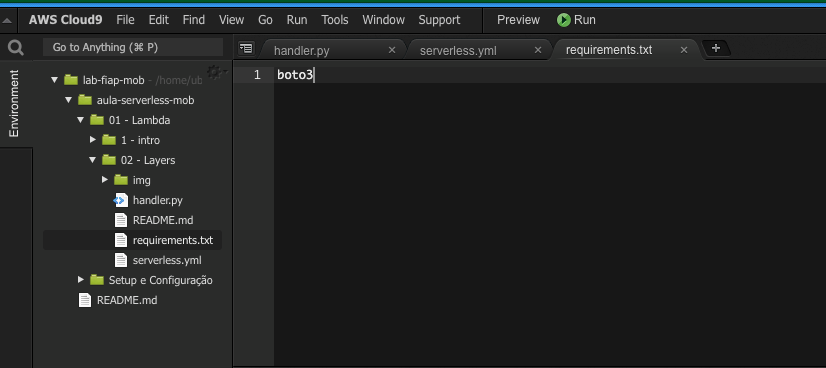 AWS Cloud9 File Edit Find View Go Run Tools Window Support Preview Run
Go to Anything (⌘ P)
handler.py serverless.yml requirements.txt
Environment
lab-fiap-mob - /home/ub
aula-serverless-mob
01 - Lambda
1 - intro
02 - Layers
img
handler.py
README.md
requirements.txt
serverless.yml
Setup e Configuração
README.md
1 boto3